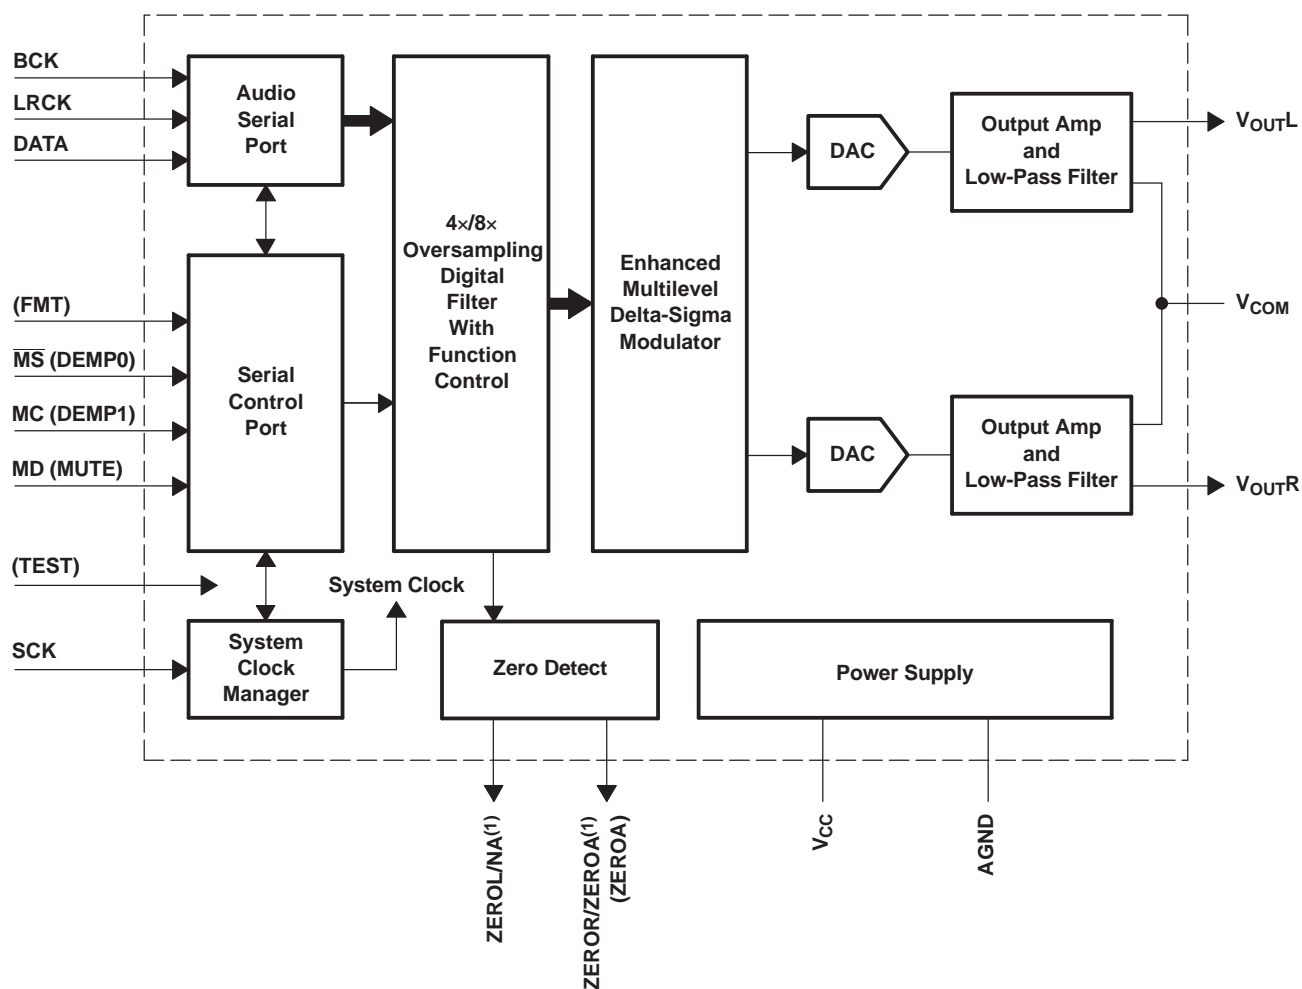 BCK
LRCK
DATA
Audio
Serial
Port
4×/8×
Oversampling
Digital
Filter
With
Function
Control
Enhanced
Multilevel
Delta-Sigma
Modulator
DAC
Output Amp
and
Low-Pass Filter
VOUTL
(FMT)
MS (DEMP0)
MC (DEMP1)
MD (MUTE)
Serial
Control
Port
VCOM
DAC
Output Amp
and
Low-Pass Filter
VOUTR
(TEST)
System Clock
SCK
System
Clock
Manager
Zero Detect
Power Supply
ZEROL/NA(1)
ZEROR/ZEROA(1)
(ZEROA)
VCC
AGND